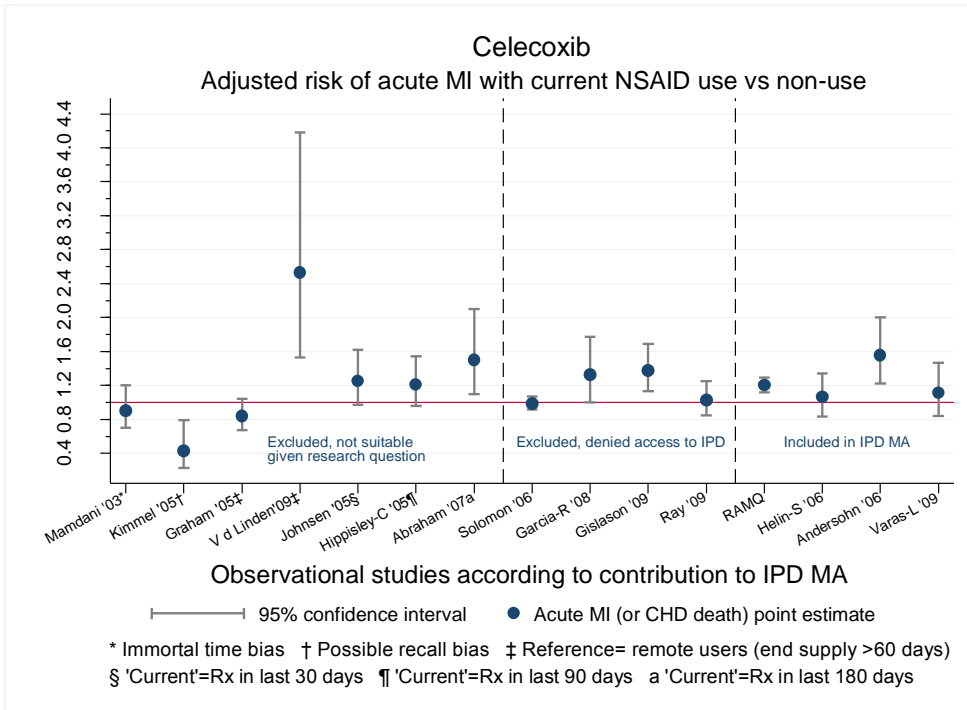 Celecoxib
Adjusted risk of acute MI with current NSAID use vs non-use
4.4
4.0
3.6
3.2
2.8
2.4
2.0
1.6
1.2
0.8
0.4
Excluded, not suitable
given research question
Excluded, denied access to IPD
Included in IPD MA
Mamdani '03*
Kimmel '05†
Graham '05‡
V d Linden'09‡
Johnsen '05§
Hippisley-C '05¶
Abraham '07a
Solomon '06
Garcia-R '08
Gislason '09
Ray '09
RAMQ
Helin-S '06
Andersohn '06
Varas-L '09
Observational studies according to contribution to IPD MA
95% confidence interval
Acute MI (or CHD death) point estimate
* Immortal time bias † Possible recall bias ‡ Reference= remote users (end supply >60 days)
§ 'Current'=Rx in last 30 days ¶ 'Current'=Rx in last 90 days a 'Current'=Rx in last 180 days